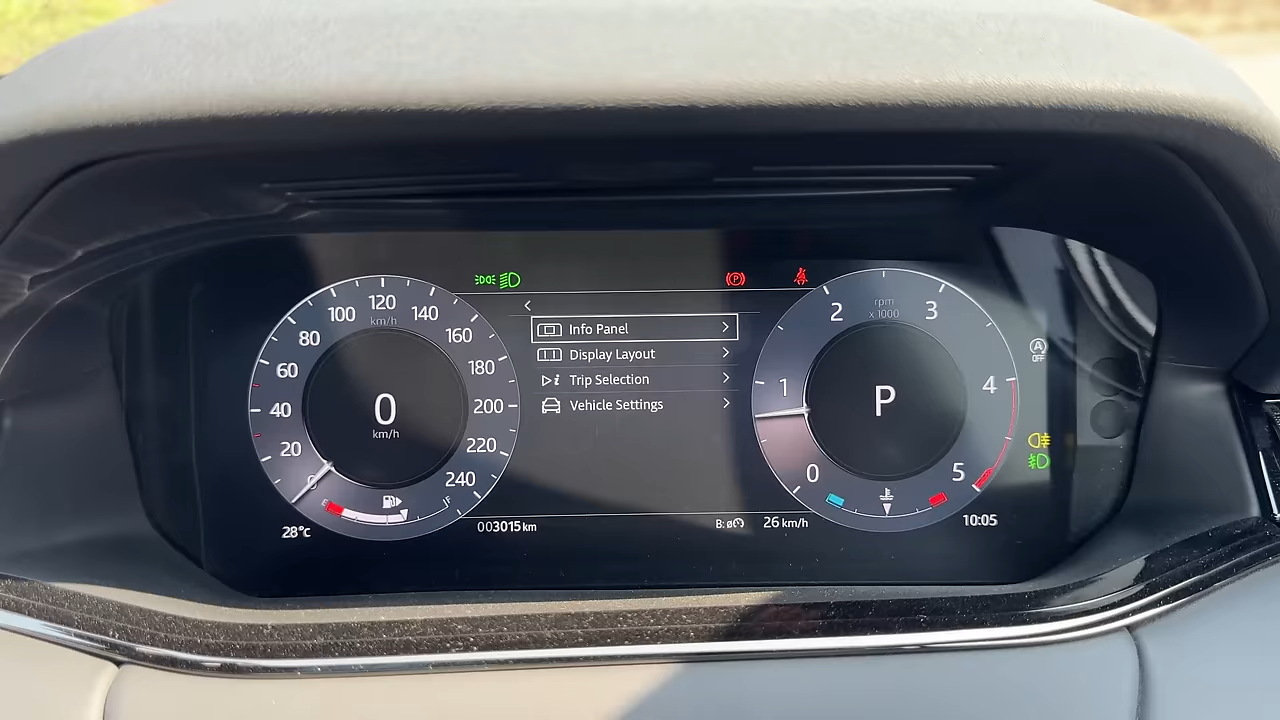 100 120 140
km/h
80 160
60 180
40 200
20 220
0 240
0
km/h
E F
28°C
003015 km
Info Panel
Display Layout
Trip Selection
Vehicle Settings
B: ø
26 km/h
P
rpm
x 1000
2 3
1 4
0 5
P
A
OFF
10:05